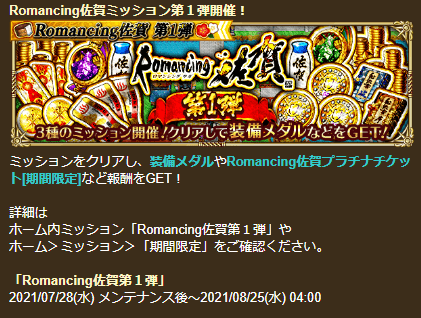 Romancing佐賀ミッション第１弾開催！
Romancing佐賀 第1弾
Romancing佐賀
ロマンシング サガ
第1弾
3種のミッション開催！クリアして装備メダルなどをGET！
ミッションをクリアし、装備メダルやRomancing佐賀プラチナチケッ
ト[期間限定]など報酬をGET！
詳細は
ホーム内ミッション「Romancing佐賀第１弾」や
ホーム＞ミッション＞「期間限定」をご確認ください。
「Romancing佐賀第１弾」
2021/07/28(水) メンテナンス後～2021/08/25(水) 04:00